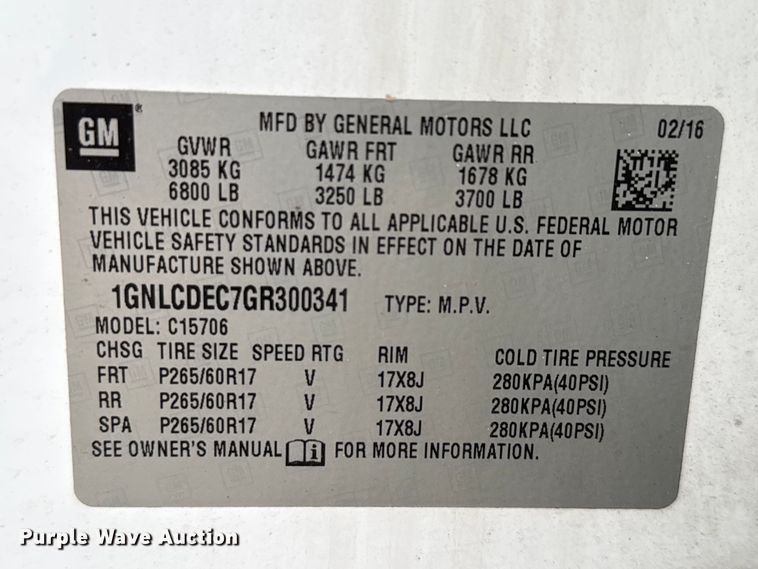 GM ® MFD BY GENERAL MOTORS LLC 02/16
GVWR GAWR FRT GAWR RR
3085 KG 1474 KG 1678 KG
6800 LB 3250 LB 3700 LB
THIS VEHICLE CONFORMS TO ALL APPLICABLE U.S. FEDERAL MOTOR
VEHICLE SAFETY STANDARDS IN EFFECT ON THE DATE OF
MANUFACTURE SHOWN ABOVE.
1GNLCDEC7GR300341 TYPE: M.P.V.
MODEL: C15706
CHSG TIRE SIZE SPEED RTG RIM COLD TIRE PRESSURE
FRT P265/60R17 V 17X8J 280KPA(40PSI)
RR P265/60R17 V 17X8J 280KPA(40PSI)
SPA P265/60R17 V 17X8J 280KPA(40PSI)
SEE OWNER'S MANUAL i FOR MORE INFORMATION.
Purple Wave Auction